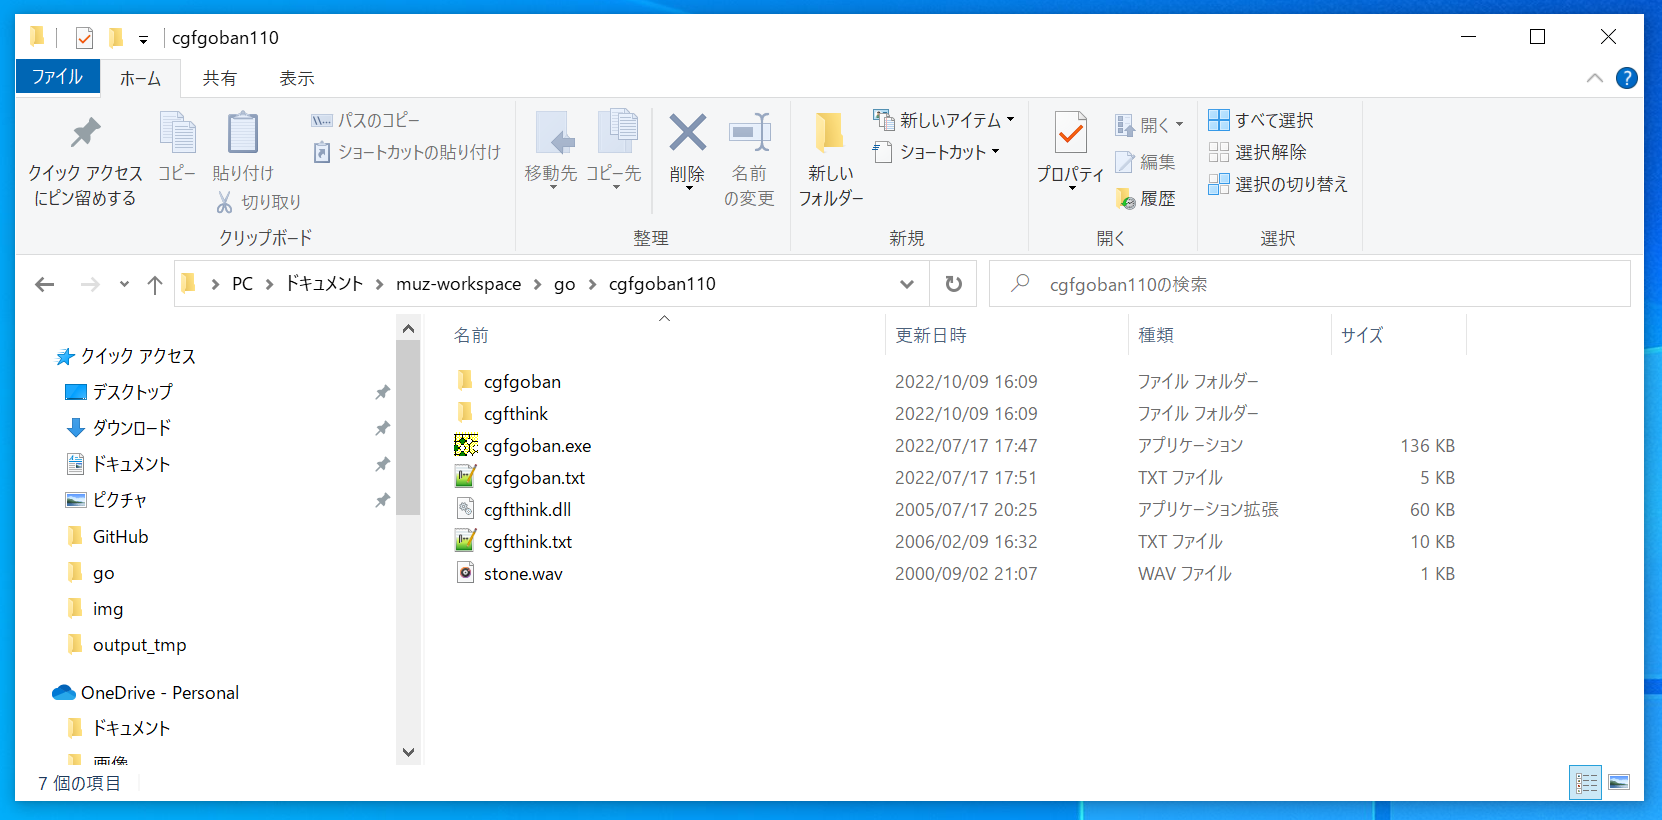 cgfgoban110
ファイル ホーム 共有 表示
クイック アクセス
にピン留めする
コピー
貼り付け
切り取り
パスのコピー
ショートカットの貼り付け
クリップボード
移動先
コピー先
削除
名前
の変更
整理
新しい
フォルダー
新しいアイテム
ショートカット
新規
プロパティ
開く
編集
履歴
開く
すべて選択
選択解除
選択の切り替え
選択
PC ドキュメント muz-workspace go cgfgoban110
cgfgoban110の検索
クイック アクセス
デスクトップ
ダウンロード
ドキュメント
ピクチャ
GitHub
go
img
output_tmp
OneDrive - Personal
ドキュメント
画像
名前 更新日時 種類 サイズ
cgfgoban 2022/10/09 16:09 ファイル フォルダー
cgfthink 2022/10/09 16:09 ファイル フォルダー
cgfgoban.exe 2022/07/17 17:47 アプリケーション 136 KB
cgfgoban.txt 2022/07/17 17:51 TXT ファイル 5 KB
cgfthink.dll 2005/07/17 20:25 アプリケーション拡張 60 KB
cgfthink.txt 2006/02/09 16:32 TXT ファイル 10 KB
stone.wav 2000/09/02 21:07 WAV ファイル 1 KB
7 個の項目